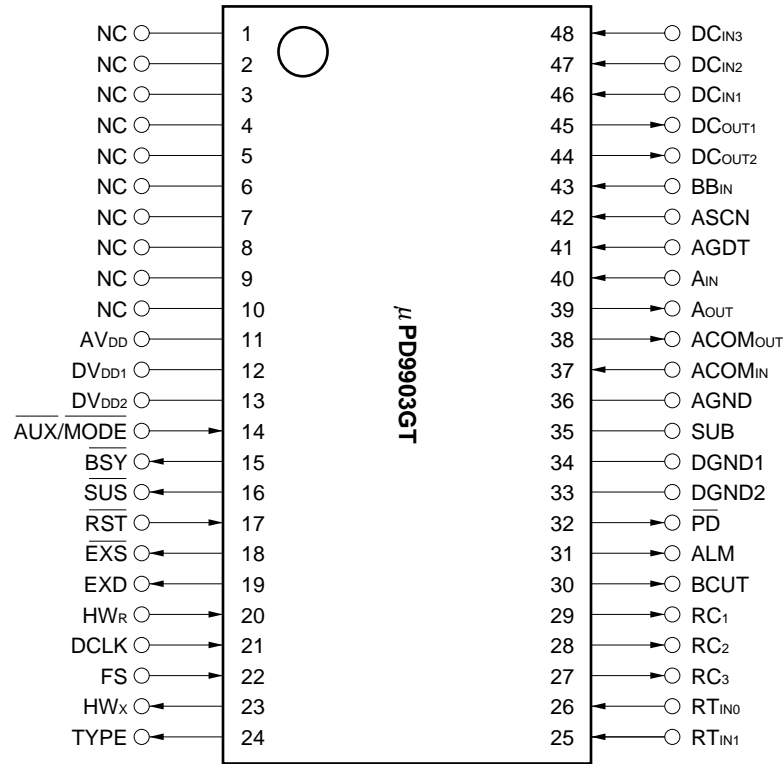 NC 1 48 DCIN3
NC 2 47 DCIN2
NC 3 46 DCIN1
NC 4 45 DCOUT1
NC 5 44 DCOUT2
NC 6 43 BBIN
NC 7 42 ASCN
NC 8 41 AGDT
NC 9 40 AIN
NC 10 39 AOUT
AVDD 11 38 ACOMOUT
DVDD1 12 37 ACOMIN
DVDD2 13 36 AGND
AUX/MODE 14 35 SUB
BSY 15 34 DGND1
SUS 16 33 DGND2
RST 17 32 PD
EXS 18 31 ALM
EXD 19 30 BCUT
HWR 20 29 RC1
DCLK 21 28 RC2
FS 22 27 RC3
HWX 23 26 RTIN0
TYPE 24 25 RTIN1
μPD9903GT